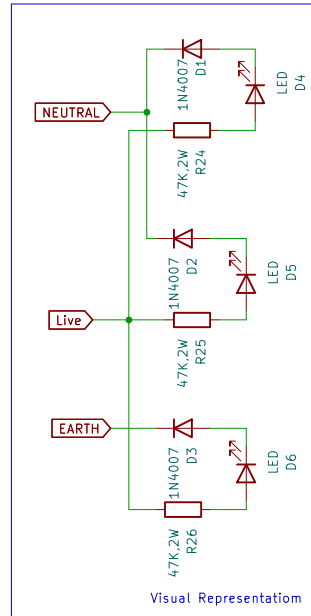 1N4007
D1
LED
D4
NEUTRAL
47K,2W
R24
1N4007
D2
LED
D5
Live
47K,2W
R25
EARTH
1N4007
D3
LED
D6
47K,2W
R26
Visual Representatiom